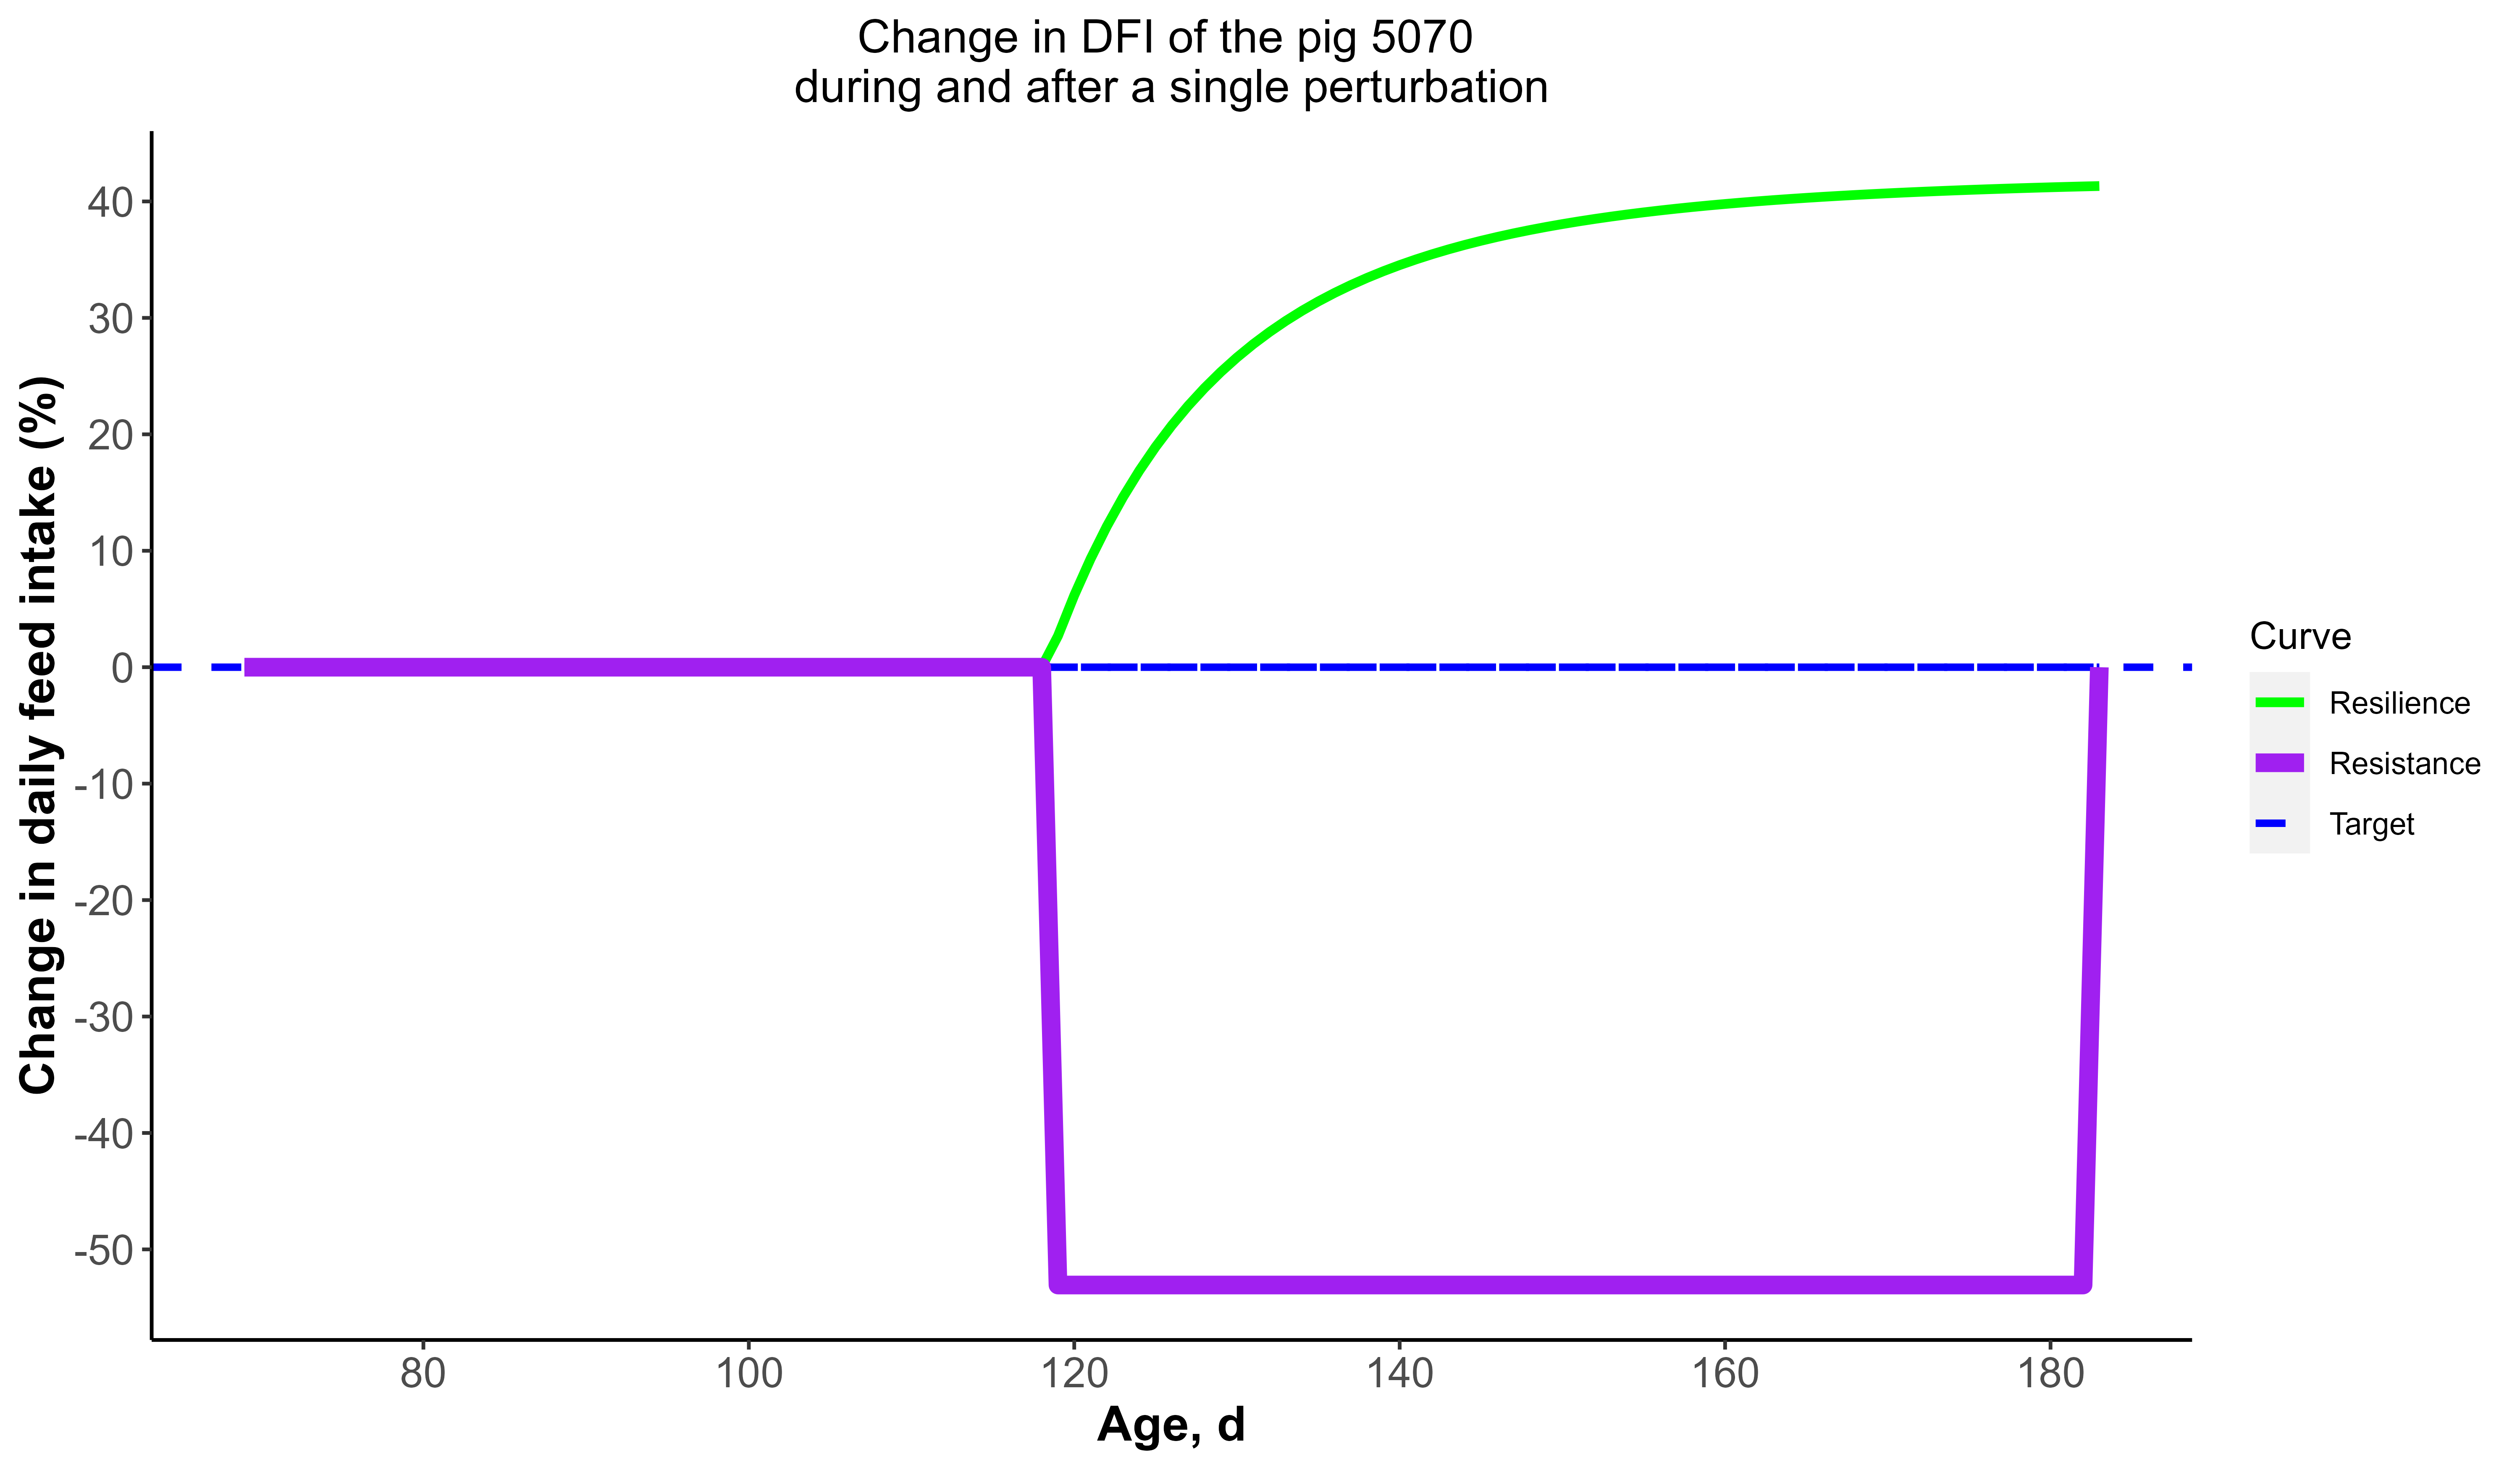 Change in DFI of the pig 5070
during and after a single perturbation
Change in daily feed intake (%)
40
30
20
10
0
-10
-20
-30
-40
-50
80 100 120 140 160 180
Age, d
Curve
Resilience
Resistance
Target